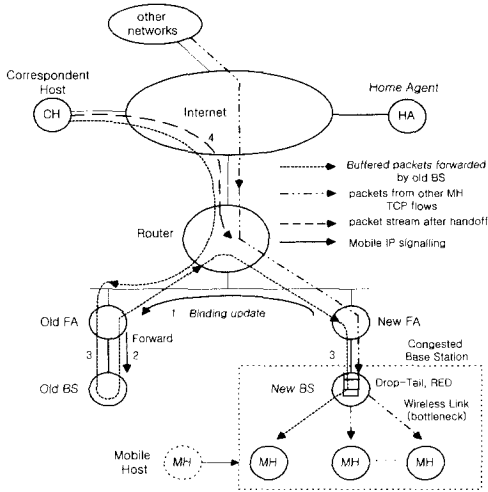 other
networks
Correspondent
Host
Home Agent
CH
Internet
HA
4
Buffered packets forwarded
by old BS
packets from other MH
TCP flows
packet stream after handoff
Mobile IP signalling
Router
1 Binding update
Old FA
Forward
New FA
3 2
3
Congested
Base Station
Old BS
New BS
Drop-Tail, RED
Wireless Link
(bottleneck)
Mobile
Host
MH
MH
MH
MH